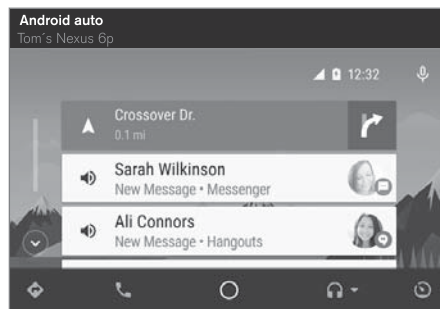 Android auto
Tom´s Nexus 6p
12:32
Crossover Dr.
0.1 mi
Sarah Wilkinson
New Message • Messenger
Ali Connors
New Message • Hangouts